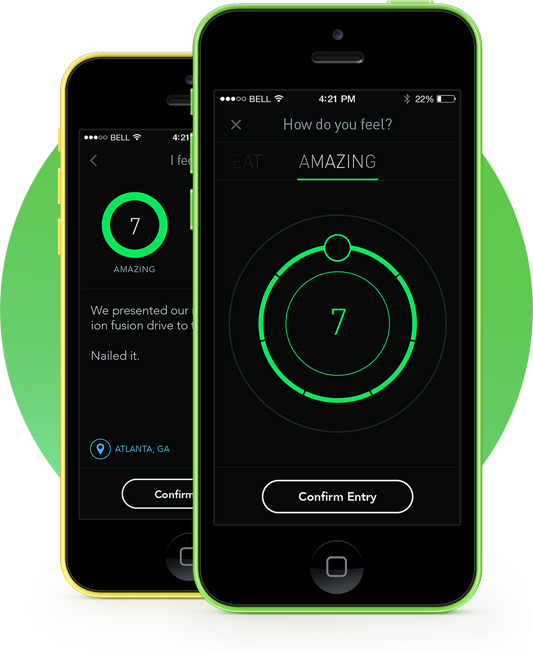 BELL 4:21
I fee
7
AMAZING
We presented our
ion fusion drive to t
Nailed it.
ATLANTA, GA
Confirm
BELL 4:21 PM 22%
How do you feel?
EAT AMAZING
7
Confirm Entry